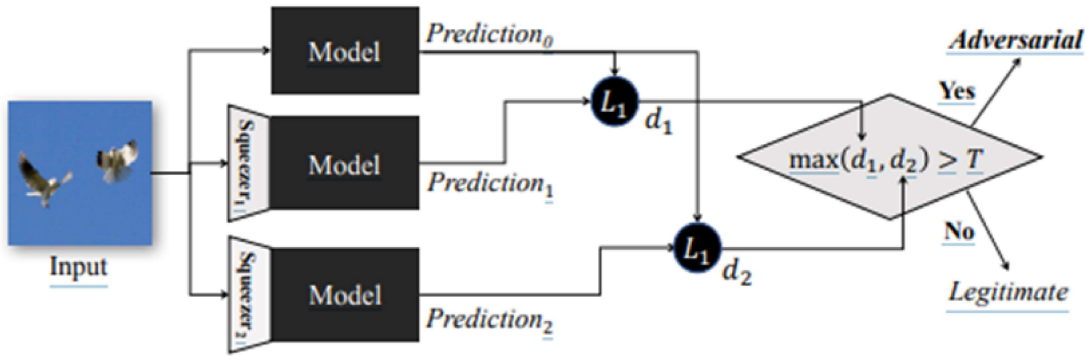 Model
Prediction₀
L₁
d₁
Squeezer₁
Model
Prediction₁
Input
Squeezer₂
Model
Prediction₂
L₁
d₂
max(d₁, d₂) > T
Yes
Adversarial
No
Legitimate